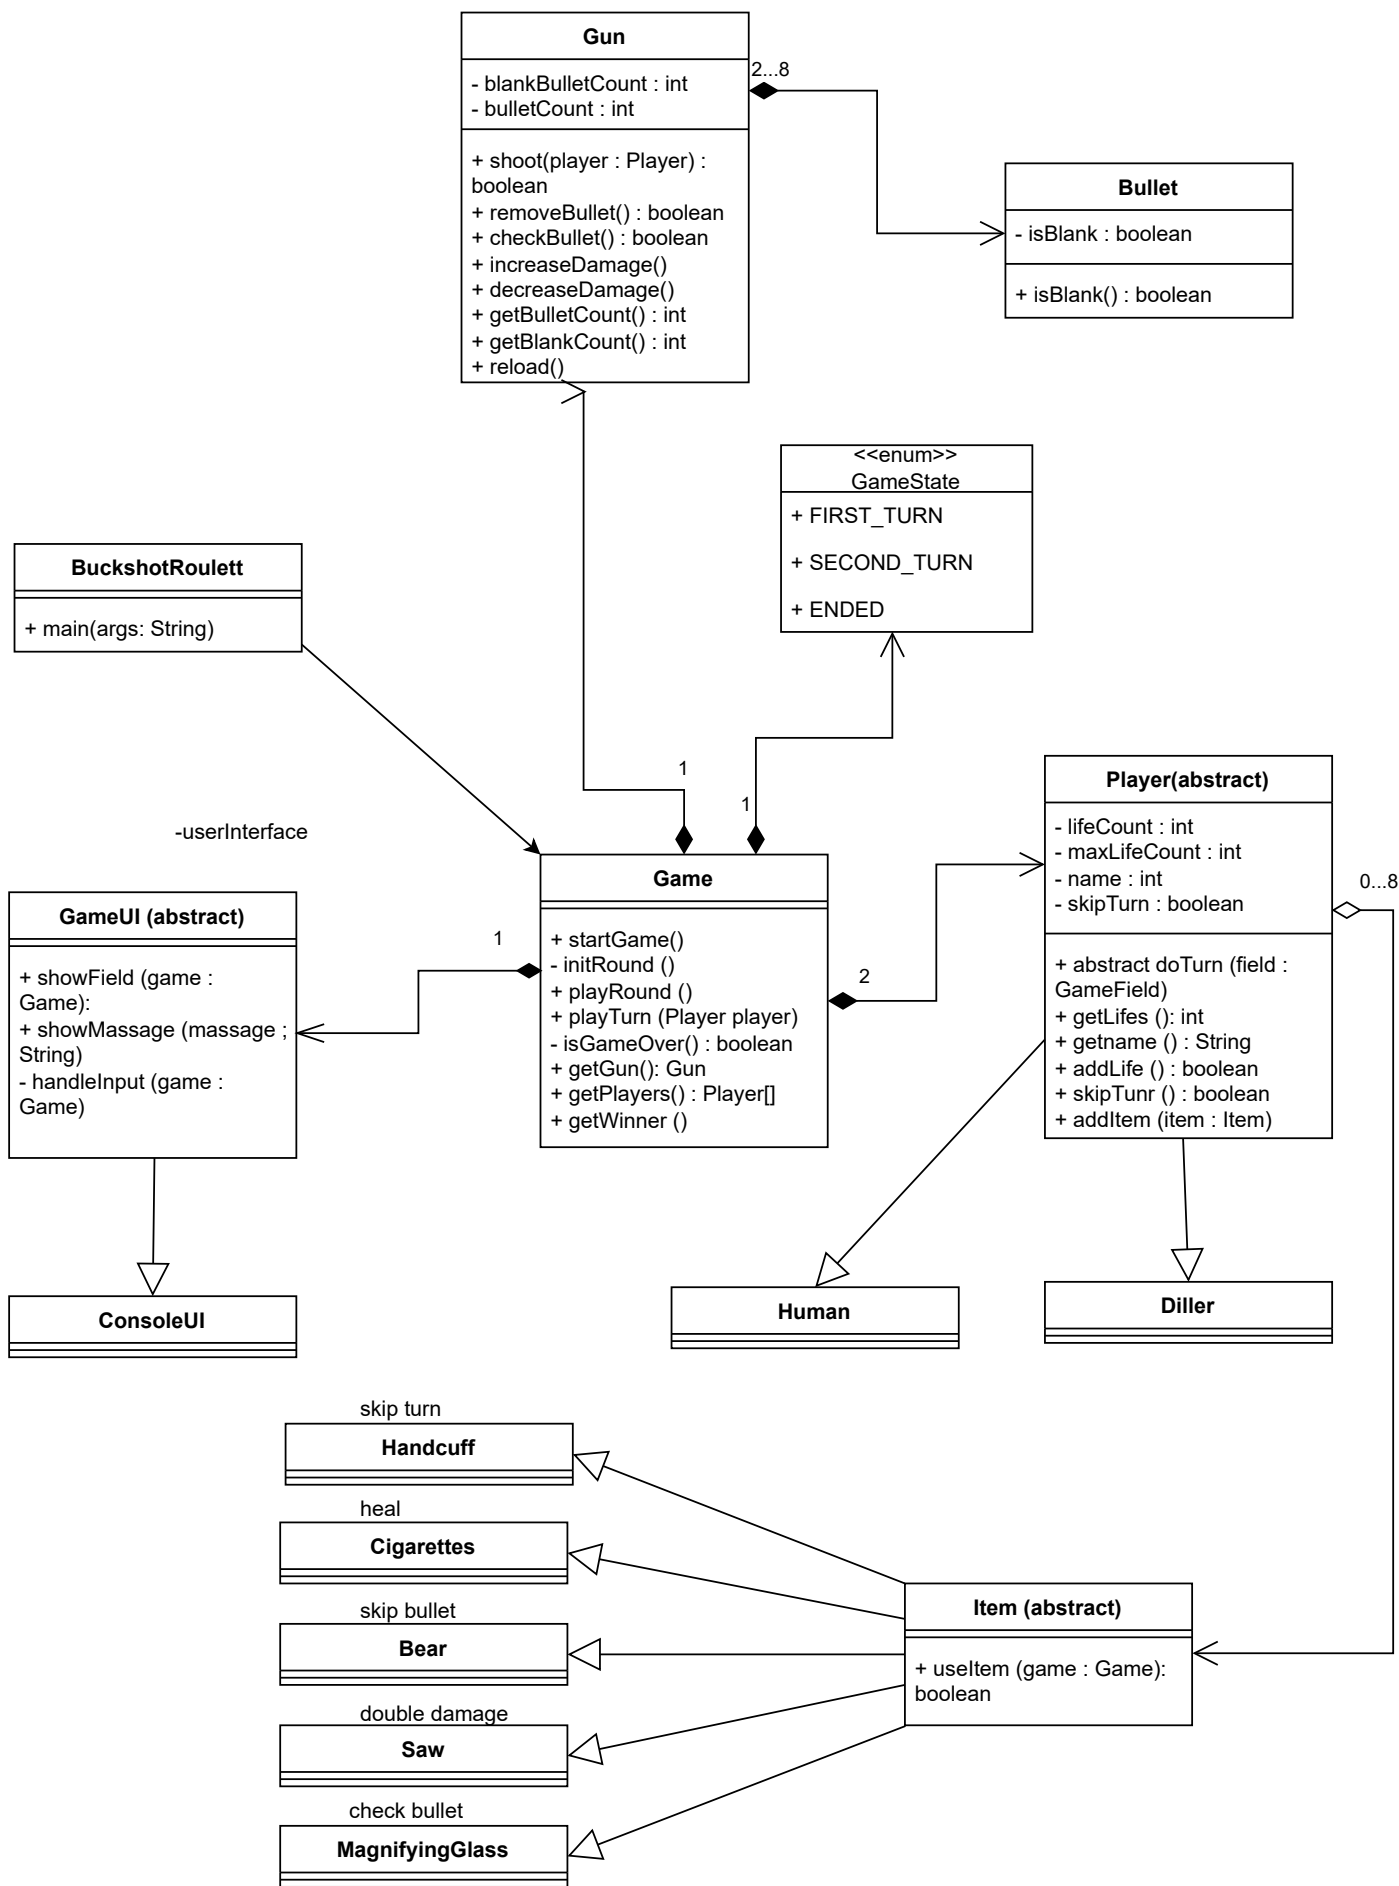 Gun
- blankBulletCount : int
- bulletCount : int
+ shoot(player : Player) :
boolean
+ removeBullet() : boolean
+ checkBullet() : boolean
+ increaseDamage()
+ decreaseDamage()
+ getBulletCount() : int
+ getBlankCount() : int
+ reload()
2...8
Bullet
- isBlank : boolean
+ isBlank() : boolean
<<enum>>
GameState
+ FIRST_TURN
+ SECOND_TURN
+ ENDED
BuckshotRoulett
+ main(args: String)
-userInterface
1
1
GameUI (abstract)
+ showField (game :
Game):
+ showMassage (massage ;
String)
- handleInput (game :
Game)
1
Game
+ startGame()
- initRound ()
+ playRound ()
+ playTurn (Player player)
- isGameOver() : boolean
+ getGun(): Gun
+ getPlayers() : Player[]
+ getWinner ()
2
Player(abstract)
- lifeCount : int
- maxLifeCount : int
- name : int
- skipTurn : boolean
+ abstract doTurn (field :
GameField)
+ getLifes (): int
+ getname () : String
+ addLife () : boolean
+ skipTunr () : boolean
+ addItem (item : Item)
0...8
ConsoleUI
Human
Diller
skip turn
Handcuff
heal
Cigarettes
skip bullet
Bear
double damage
Saw
check bullet
MagnifyingGlass
Item (abstract)
+ useItem (game : Game):
boolean